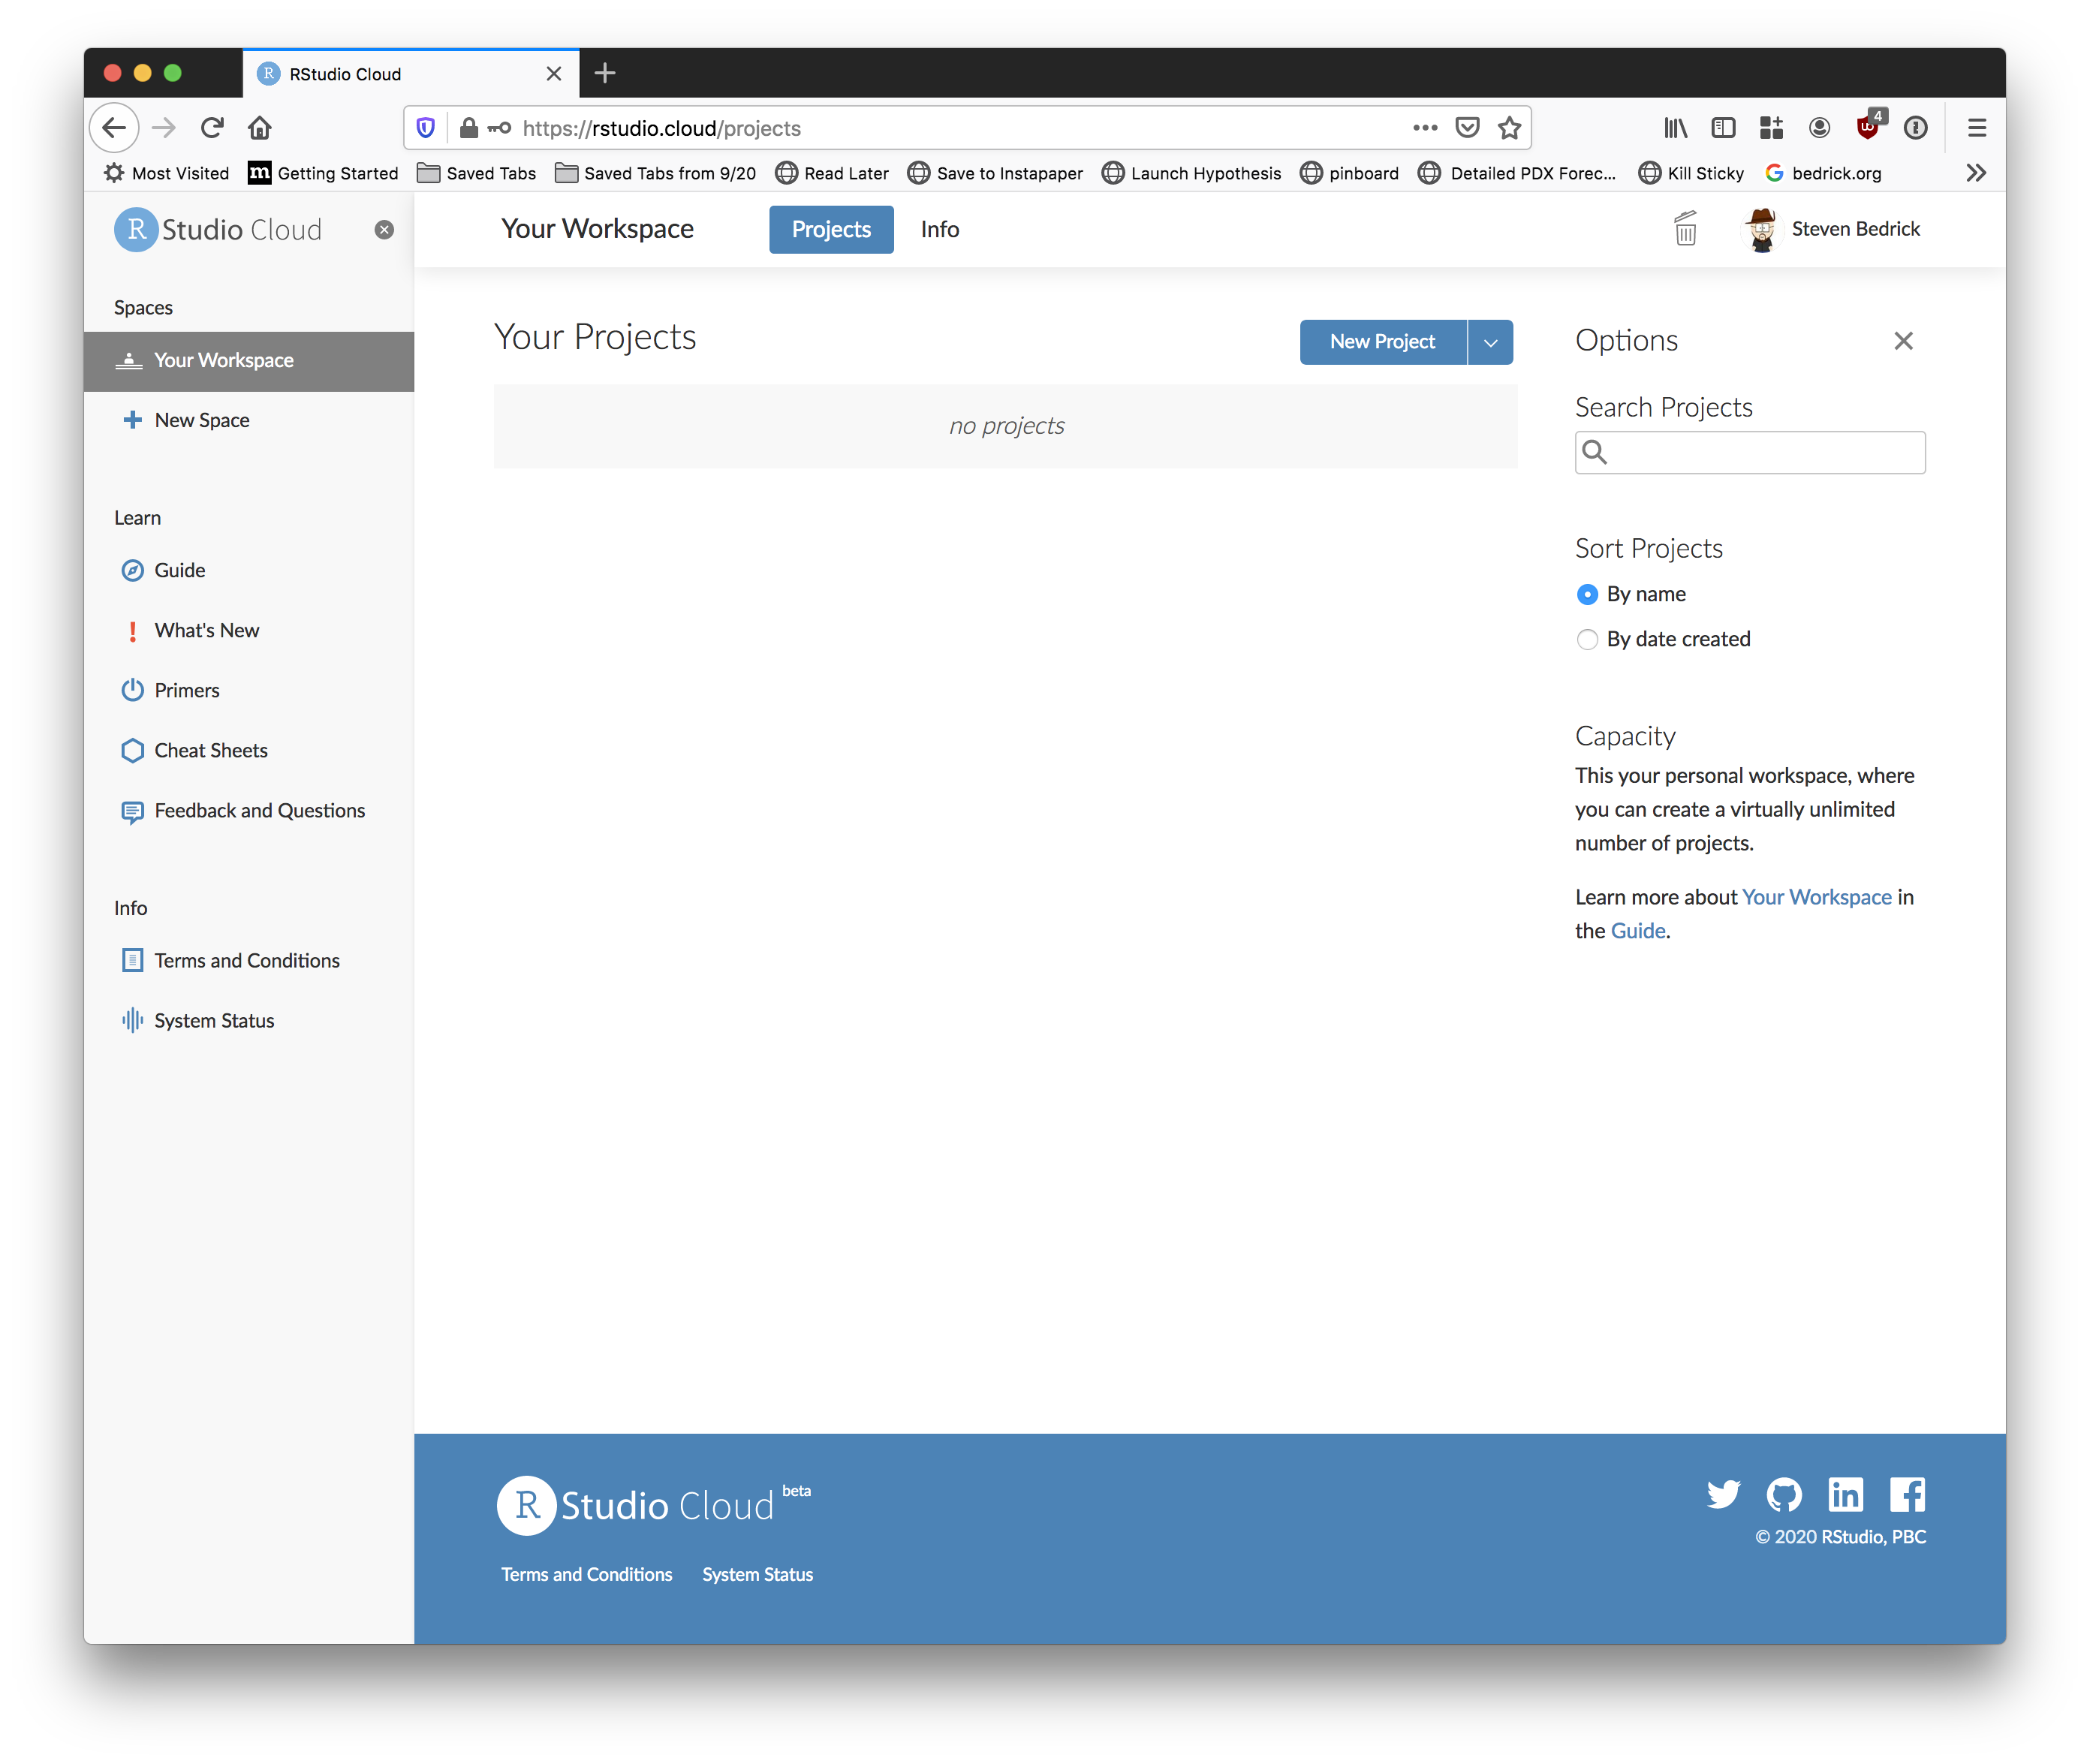 RStudio Cloud
https://rstudio.cloud/projects
4
Most Visited
m Getting Started
Saved Tabs
Saved Tabs from 9/20
Read Later
Save to Instapaper
Launch Hypothesis
pinboard
Detailed PDX Forec...
Kill Sticky
G bedrick.org
R Studio Cloud
Your Workspace
Projects
Info
Steven Bedrick
Spaces
Your Workspace
New Space
Learn
Guide
What's New
Primers
Cheat Sheets
Feedback and Questions
Info
Terms and Conditions
System Status
Your Projects
New Project
no projects
Options
Search Projects
Sort Projects
By name
By date created
Capacity
This your personal workspace, where
you can create a virtually unlimited
number of projects.
Learn more about Your Workspace in
the Guide.
R Studio Cloud beta
Terms and Conditions
System Status
in
© 2020 RStudio, PBC